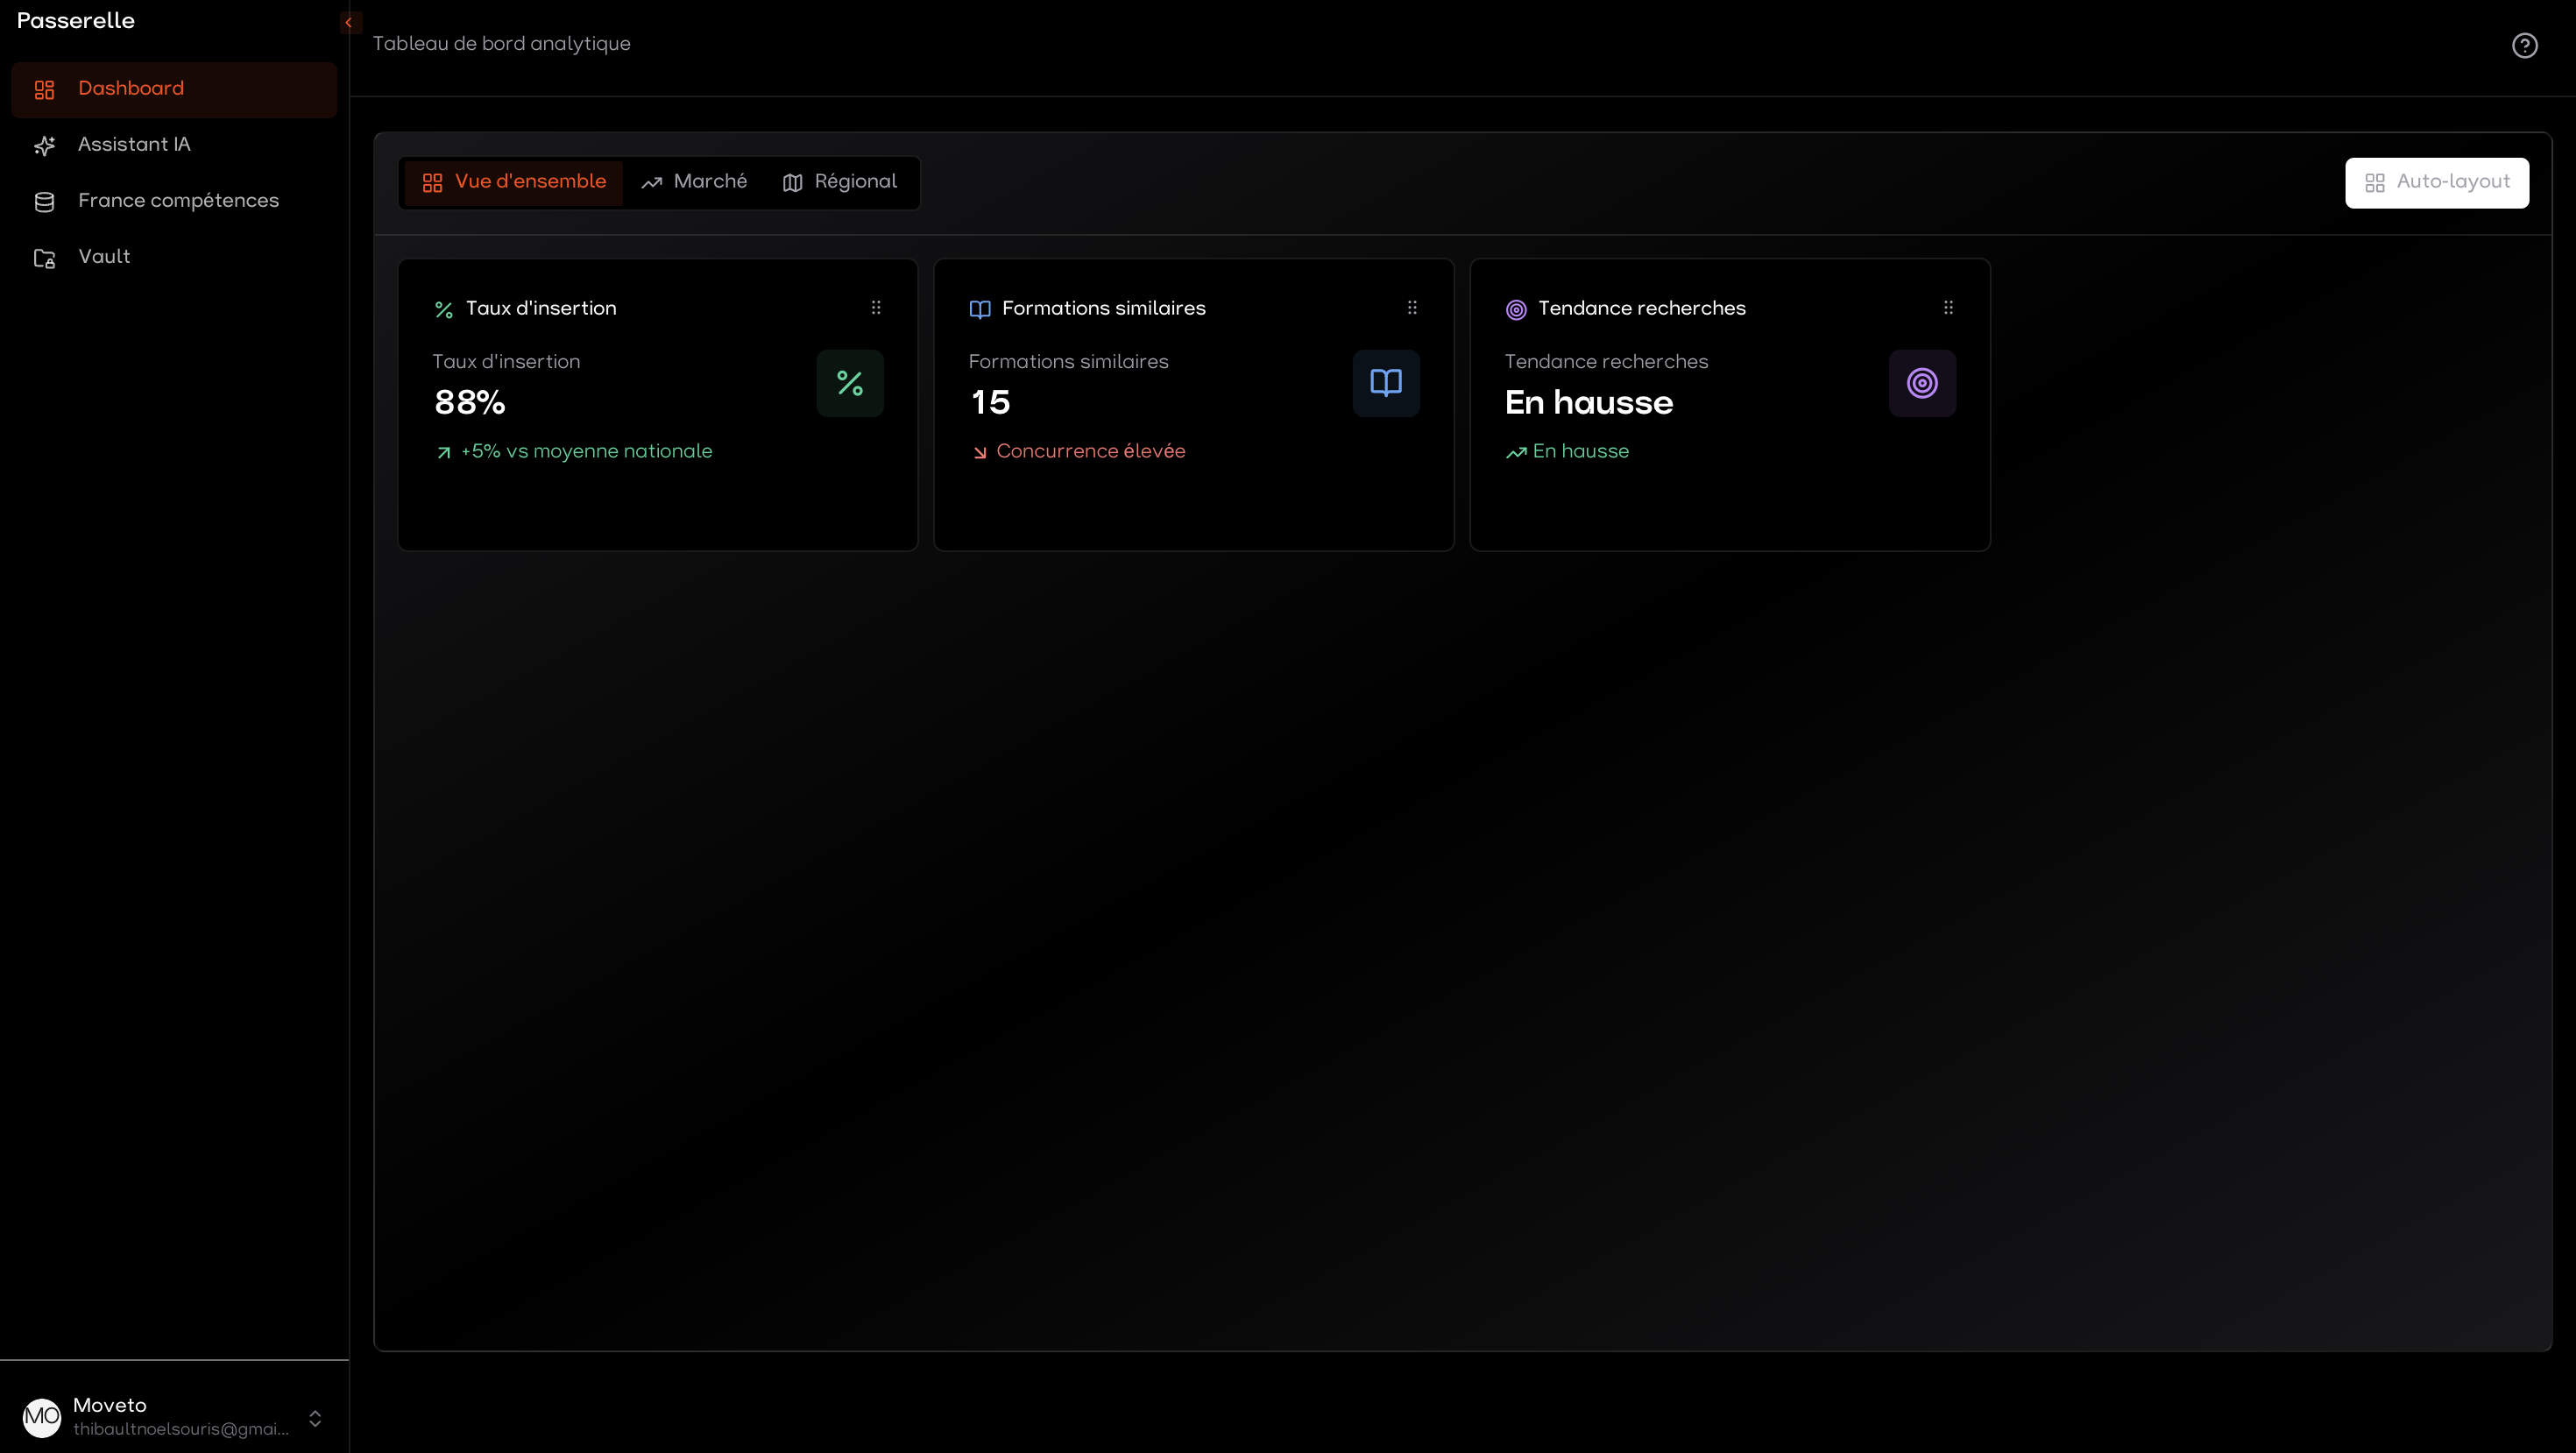 Passerelle
Dashboard
Assistant IA
France compétences
Vault
Tableau de bord analytique
Vue d'ensemble
Marché
Régional
Auto-layout
Taux d'insertion
Taux d'insertion
88%
+5% vs moyenne nationale
Formations similaires
Formations similaires
15
Concurrence élevée
Tendance recherches
Tendance recherches
En hausse
En hausse
MO
Moveto
thibaultnoelsouris@gmai...